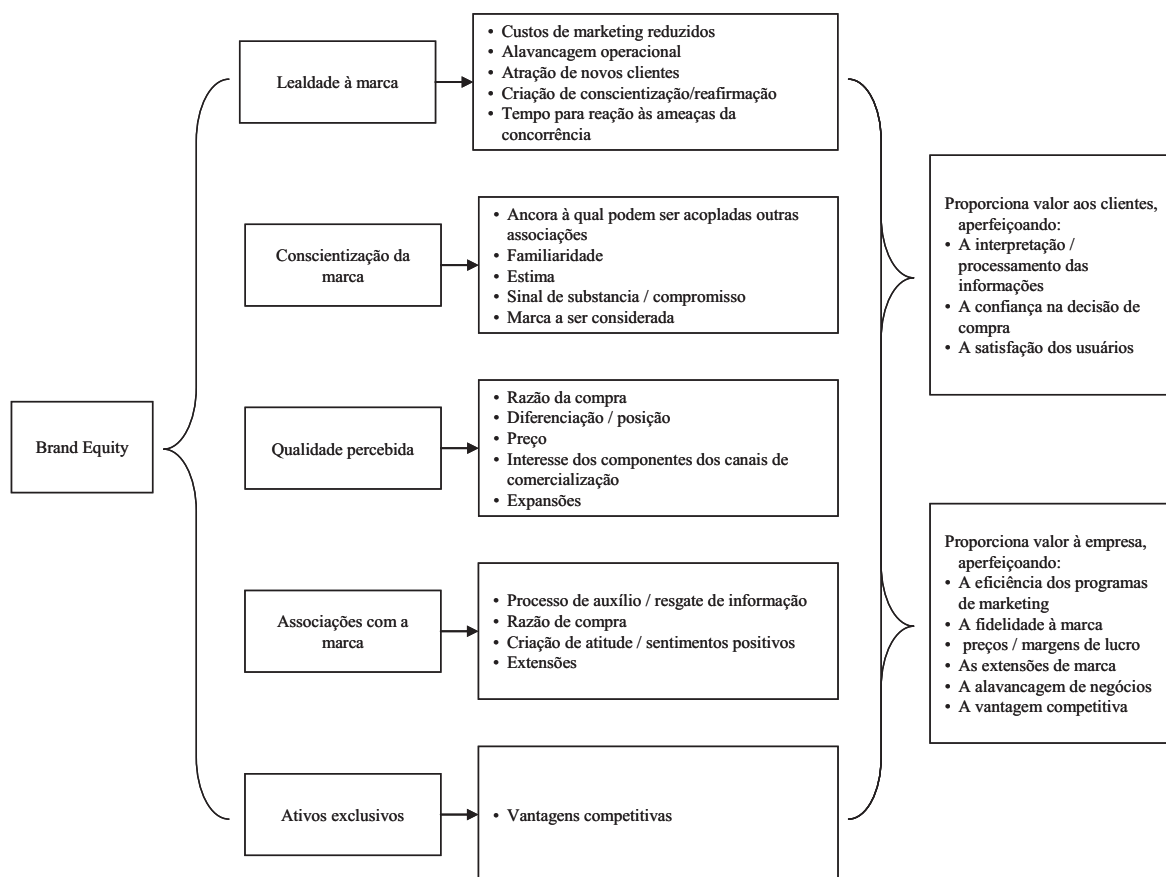 Brand Equity
Lealdade à marca
• Custos de marketing reduzidos
• Alavancagem operacional
• Atração de novos clientes
• Criação de conscientização/reafirmação
• Tempo para reação às ameaças da
concorrência
Conscientização da
marca
• Ancora à qual podem ser acopladas outras
associações
• Familiaridade
• Estima
• Sinal de substancia / compromisso
• Marca a ser considerada
Qualidade percebida
• Razão da compra
• Diferenciação / posição
• Preço
• Interesse dos componentes dos canais de
comercialização
• Expansões
Associações com a
marca
• Processo de auxílio / resgate de informação
• Razão de compra
• Criação de atitude / sentimentos positivos
• Extensões
Ativos exclusivos
• Vantagens competitivas
Proporciona valor aos clientes,
aperfeiçoando:
• A interpretação /
processamento das
informações
• A confiança na decisão de
compra
• A satisfação dos usuários
Proporciona valor à empresa,
aperfeiçoando:
• A eficiência dos programas
de marketing
• A fidelidade à marca
• preços / margens de lucro
• As extensões de marca
• A alavancagem de negócios
• A vantagem competitiva